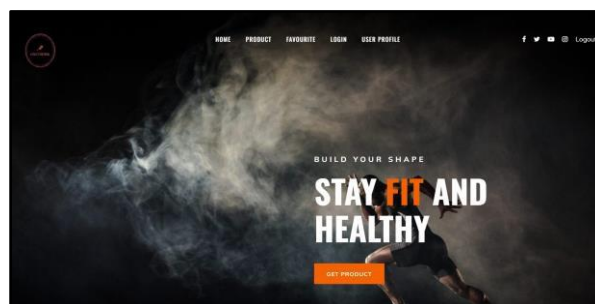 HOME PRODUCT FAVOURITE LOGIN USER PROFILE Logout
BUILD YOUR SHAPE
STAY FIT AND
HEALTHY
GET PRODUCT